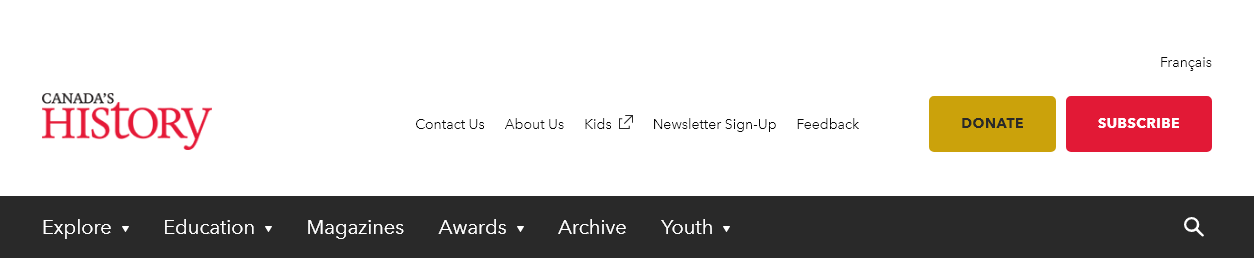 Français
CANADA'S
HIStORY
Contact Us About Us Kids Newsletter Sign-Up Feedback DONATE SUBSCRIBE
Explore Education Magazines Awards Archive Youth